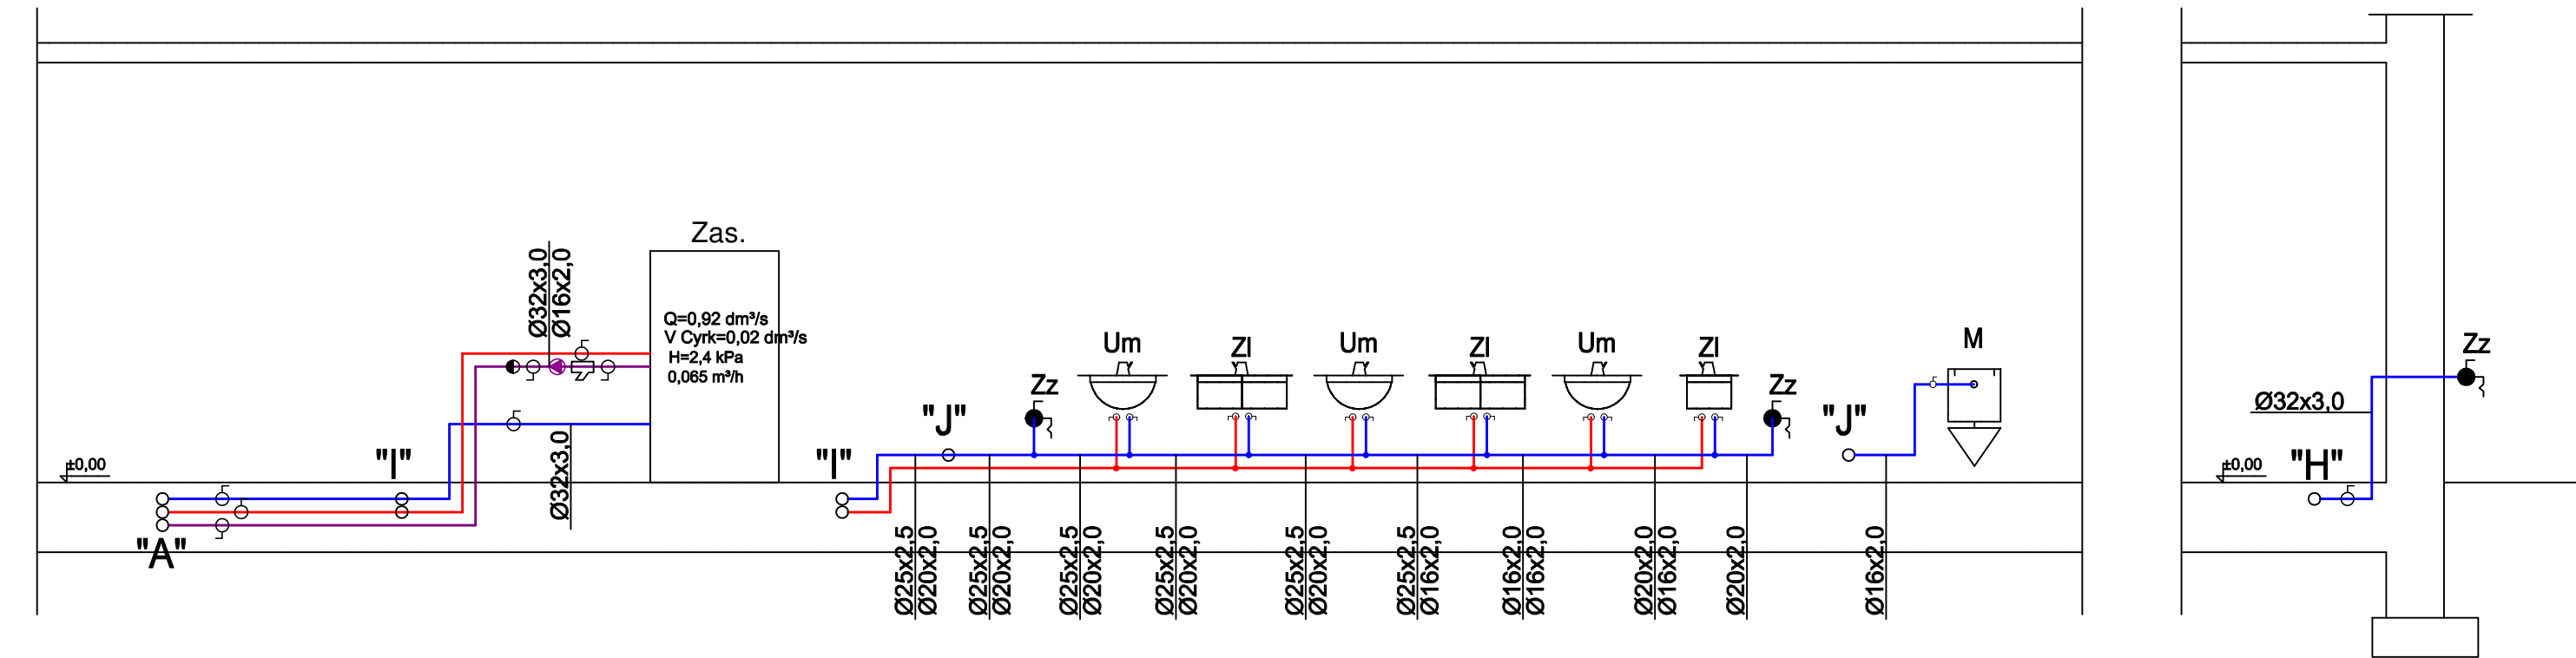 Zas.
Ø32x3,0
Ø16x2,0
Q=0,92 dm³/s
V Cyrk=0,02 dm³/s
H=2,4 kPa
0,065 m³/h
Ø32x3,0
±0,00
"I"
"A"
"I"
"J"
Zz
Um
Zl
Um
Zl
Um
Zl
Zz
"J"
M
Ø25x2,5
Ø20x2,0
Ø25x2,5
Ø20x2,0
Ø25x2,5
Ø20x2,0
Ø25x2,5
Ø20x2,0
Ø25x2,5
Ø20x2,0
Ø25x2,5
Ø16x2,0
Ø16x2,0
Ø16x2,0
Ø20x2,0
Ø16x2,0
Ø20x2,0
Ø16x2,0
Zz
Ø32x3,0
±0,00
"H"